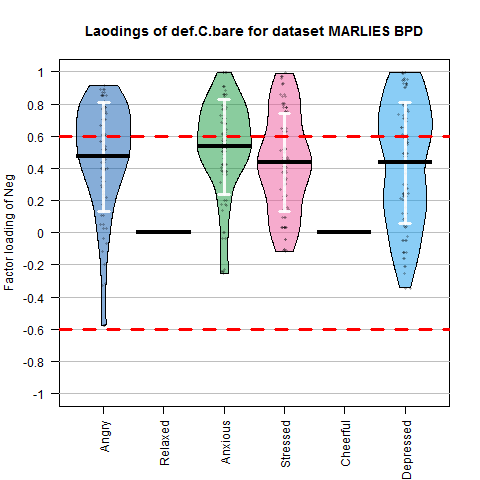 Laodings of def.C.bare for dataset MARLIES BPD
Factor loading of Neg
1
0.8
0.6
0.4
0.2
0
-0.2
-0.4
-0.6
-0.8
-1
Angry
Relaxed
Anxious
Stressed
Cheerful
Depressed